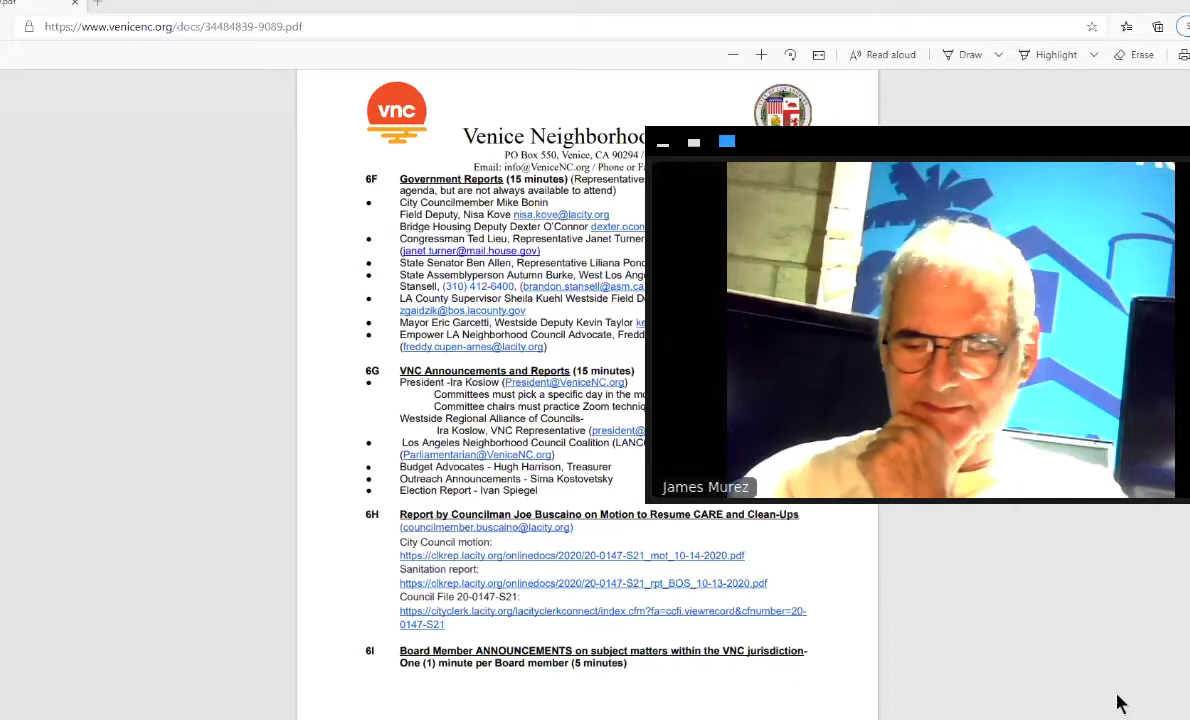 https://www.venicenc.org/docs/34484839-9089.pdf
Read aloud
Draw
Highlight
Erase
vnc
Venice Neighborhoo
PO Box 550, Venice, CA 90294 /
Email: info@VeniceNC.org / Phone or Fa
6F Government Reports (15 minutes) (Representative
agenda, but are not always available to attend)
● City Councilmember Mike Bonin
Field Deputy, Nisa Kove nisa.kove@lacity.org
Bridge Housing Deputy Dexter O'Connor dexter.ocon
● Congressman Ted Lieu, Representative Janet Turner
(janet.turner@mail.house.gov)
● State Senator Ben Allen, Representative Liliana Pono
● State Assemblyperson Autumn Burke, West Los Ange
Stansell, (310) 412-6400, (brandon.stansell@asm.ca
● LA County Supervisor Sheila Kuehl Westside Field D
zgaidzik@bos.lacounty.gov
● Mayor Eric Garcetti, Westside Deputy Kevin Taylor ke
● Empower LA Neighborhood Council Advocate, Fredd
(freddy.cupen-ames@lacity.org)
6G VNC Announcements and Reports (15 minutes)
● President -Ira Koslow (President@VeniceNC.org)
Committees must pick a specific day in the mo
Committee chairs must practice Zoom techniq
Westside Regional Alliance of Councils-
Ira Koslow, VNC Representative (president@
● Los Angeles Neighborhood Council Coalition (LANC
(Parliamentarian@VeniceNC.org)
● Budget Advocates - Hugh Harrison, Treasurer
● Outreach Announcements - Sima Kostovetsky
● Election Report - Ivan Spiegel
James Murez
6H Report by Councilman Joe Buscaino on Motion to Resume CARE and Clean-Ups
(councilmember.buscaino@lacity.org)
City Council motion:
https://clkrep.lacity.org/onlinedocs/2020/20-0147-S21_mot_10-14-2020.pdf
Sanitation report:
https://clkrep.lacity.org/onlinedocs/2020/20-0147-S21_rpt_BOS_10-13-2020.pdf
Council File 20-0147-S21:
https://cityclerk.lacity.org/lacityclerkconnect/index.cfm?fa=ccfi.viewrecord&cfnumber=20-
0147-S21
6I Board Member ANNOUNCEMENTS on subject matters within the VNC jurisdiction-
One (1) minute per Board member (5 minutes)